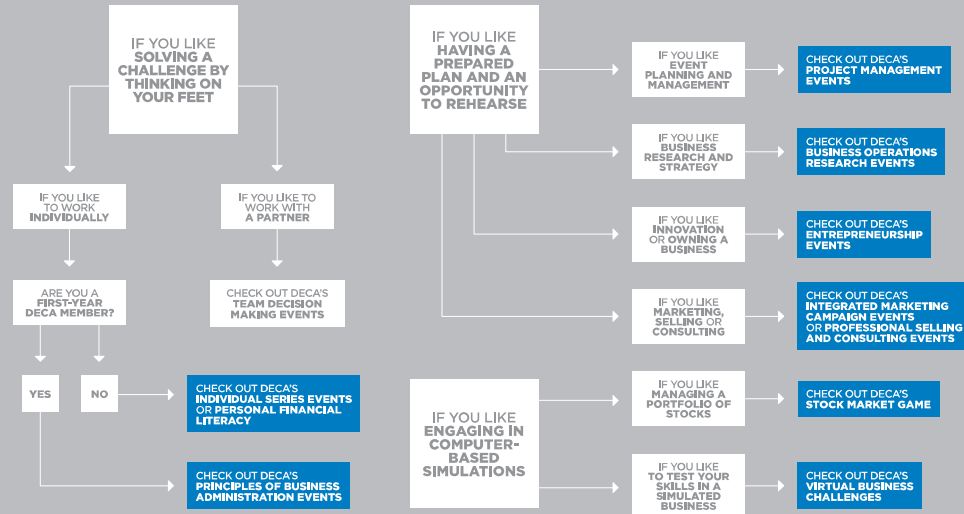 IF YOU LIKE
SOLVING A
CHALLENGE BY
THINKING ON
YOUR FEET
IF YOU LIKE
TO WORK
INDIVIDUALLY
IF YOU LIKE TO
WORK WITH
A PARTNER
ARE YOU A
FIRST-YEAR
DECA MEMBER?
CHECK OUT DECA'S
TEAM DECISION
MAKING EVENTS
YES
NO
CHECK OUT DECA'S
INDIVIDUAL SERIES EVENTS
OR PERSONAL FINANCIAL
LITERACY
CHECK OUT DECA'S
PRINCIPLES OF BUSINESS
ADMINISTRATION EVENTS
IF YOU LIKE
HAVING A
PREPARED
PLAN AND AN
OPPORTUNITY
TO REHEARSE
IF YOU LIKE
EVENT
PLANNING AND
MANAGEMENT
CHECK OUT DECA'S
PROJECT MANAGEMENT
EVENTS
IF YOU LIKE
BUSINESS
RESEARCH AND
STRATEGY
CHECK OUT DECA'S
BUSINESS OPERATIONS
RESEARCH EVENTS
IF YOU LIKE
INNOVATION
OR OWNING A
BUSINESS
CHECK OUT DECA'S
ENTREPRENEURSHIP
EVENTS
IF YOU LIKE
MARKETING,
SELLING OR
CONSULTING
CHECK OUT DECA'S
INTEGRATED MARKETING
CAMPAIGN EVENTS
OR PROFESSIONAL SELLING
AND CONSULTING EVENTS
IF YOU LIKE
ENGAGING IN
COMPUTER-
BASED
SIMULATIONS
IF YOU LIKE
MANAGING A
PORTFOLIO OF
STOCKS
CHECK OUT DECA'S
STOCK MARKET GAME
IF YOU LIKE
TO TEST YOUR
SKILLS IN A
SIMULATED
BUSINESS
CHECK OUT DECA'S
VIRTUAL BUSINESS
CHALLENGES